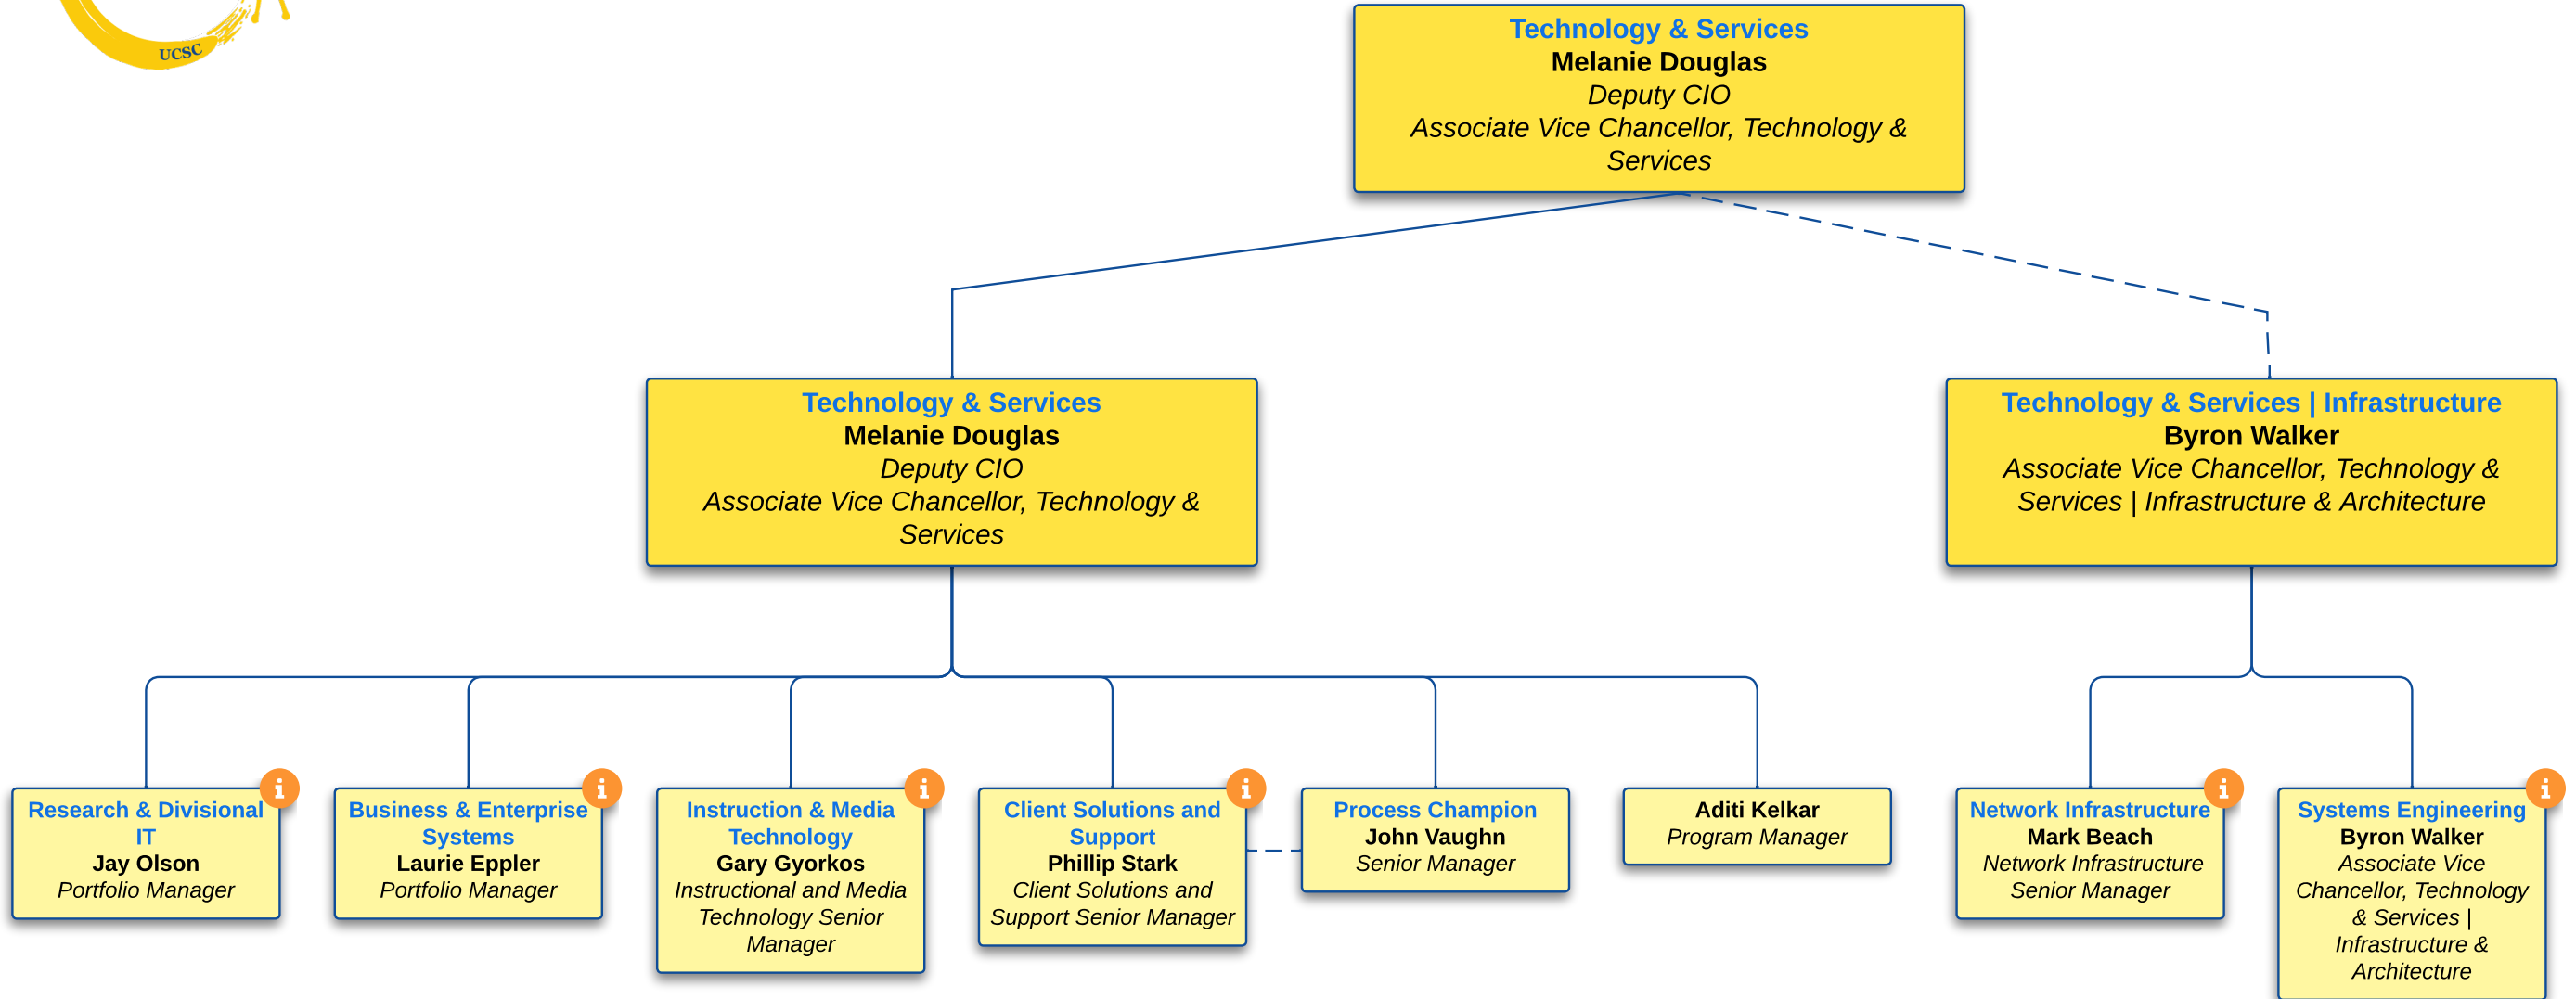 UCSC
Technology & Services
Melanie Douglas
Deputy CIO
Associate Vice Chancellor, Technology &
Services
Technology & Services
Melanie Douglas
Deputy CIO
Associate Vice Chancellor, Technology &
Services
Technology & Services | Infrastructure
Byron Walker
Associate Vice Chancellor, Technology &
Services | Infrastructure & Architecture
Research & Divisional
IT
Jay Olson
Portfolio Manager
Business & Enterprise
Systems
Laurie Eppler
Portfolio Manager
Instruction & Media
Technology
Gary Gyorkos
Instructional and Media
Technology Senior
Manager
Client Solutions and
Support
Phillip Stark
Client Solutions and
Support Senior Manager
Process Champion
John Vaughn
Senior Manager
Aditi Kelkar
Program Manager
Network Infrastructure
Mark Beach
Network Infrastructure
Senior Manager
Systems Engineering
Byron Walker
Associate Vice
Chancellor, Technology
& Services |
Infrastructure &
Architecture